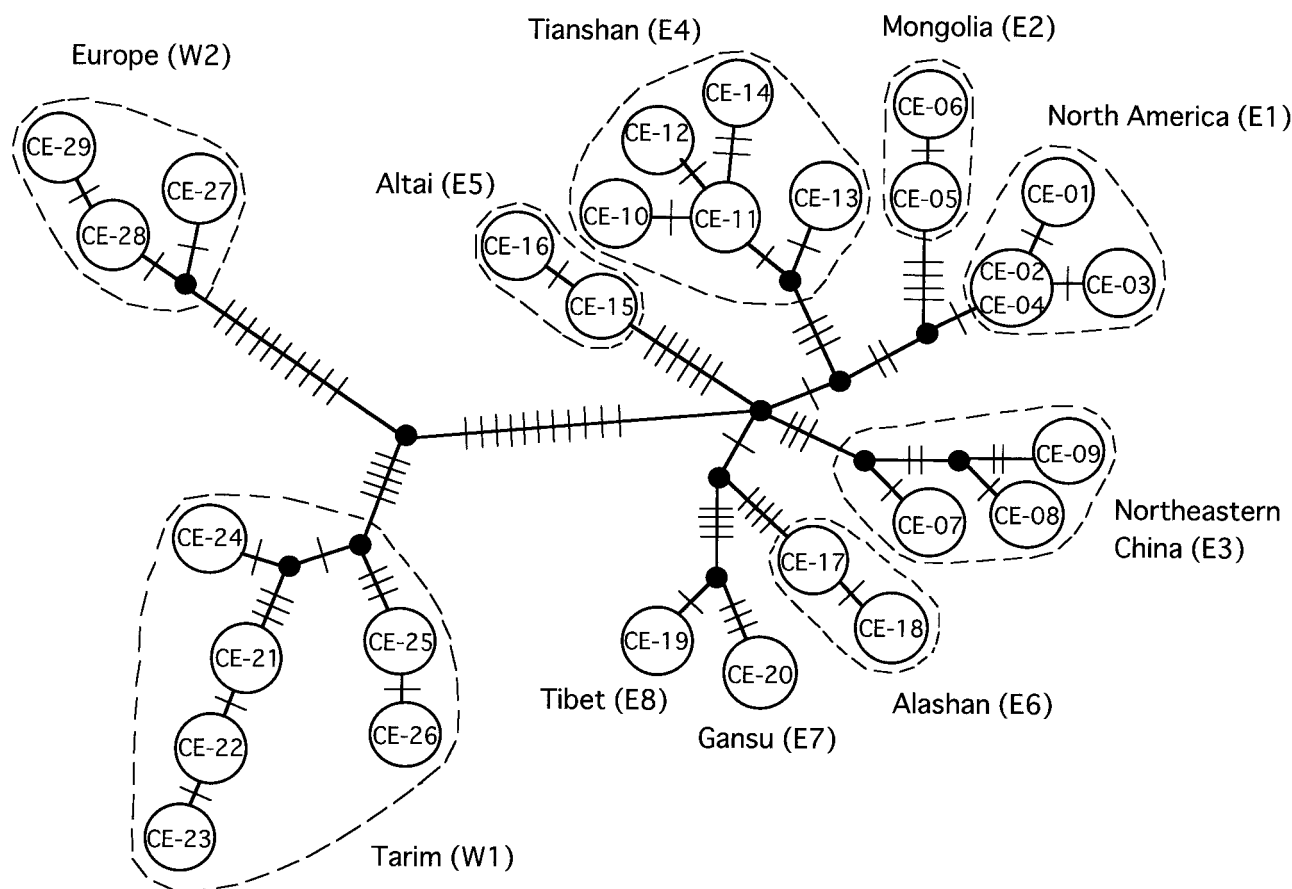 Tianshan (E4)
Mongolia (E2)
Europe (W2)
North America (E1)
Altai (E5)
CE-14
CE-06
CE-12
CE-29
CE-27
CE-13
CE-05
CE-01
CE-10
CE-11
CE-28
CE-16
CE-02
CE-03
CE-04
CE-15
CE-09
CE-07
CE-08
Northeastern
China (E3)
CE-24
CE-17
CE-25
CE-19
CE-18
CE-21
CE-20
Tibet (E8)
Alashan (E6)
CE-26
Gansu (E7)
CE-22
CE-23
Tarim (W1)